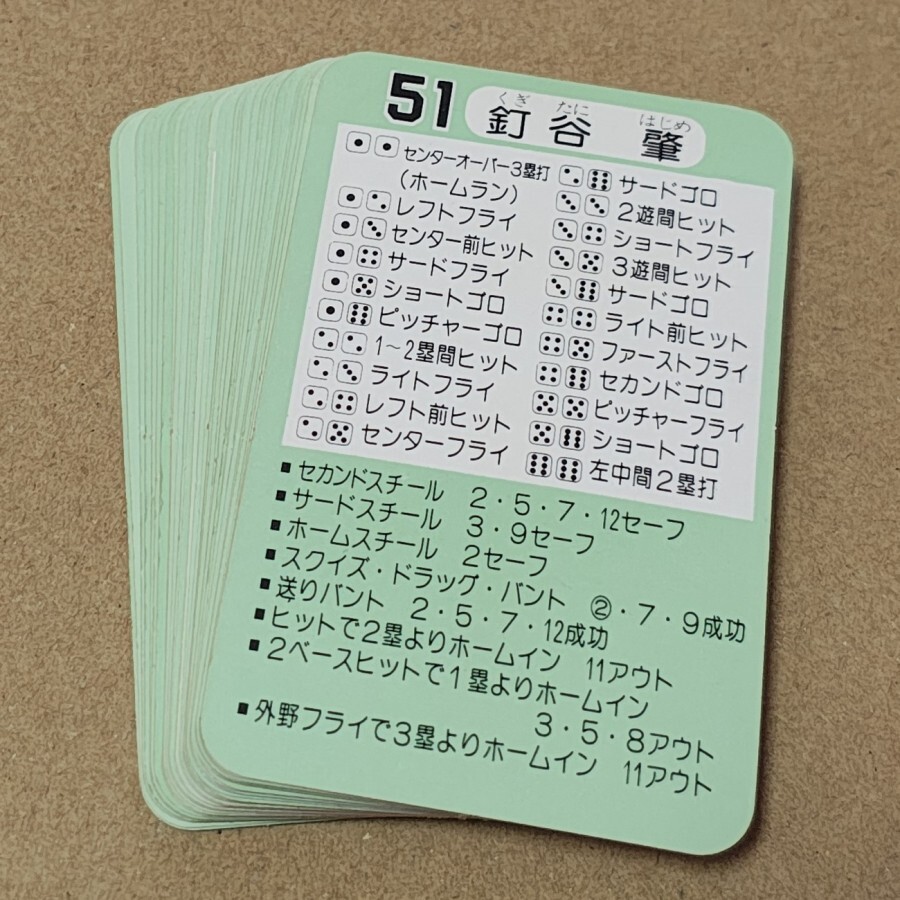 51 釘谷 肇
くぎ たに はじめ
センターオーバー3塁打
(ホームラン)
レフトフライ
センター前ヒット
サードフライ
ショートゴロ
ピッチャーゴロ
1~2塁間ヒット
ライトフライ
レフト前ヒット
センターフライ
サードゴロ
2遊間ヒット
ショートフライ
3遊間ヒット
サードゴロ
ライト前ヒット
ファーストフライ
セカンドゴロ
ピッチャーフライ
ショートゴロ
左中間2塁打
■セカンドスチール 2・5・7・12セーフ
■サードスチール 3・9セーフ
■ホームスチール 2セーフ
■スクイズ・ドラッグ・バント ②・7・9成功
■送りバント 2・5・7・12成功
■ヒットで2塁よりホームイン 11アウト
■2ベースヒットで1塁よりホームイン
3・5・8アウト
■外野フライで3塁よりホームイン 11アウト